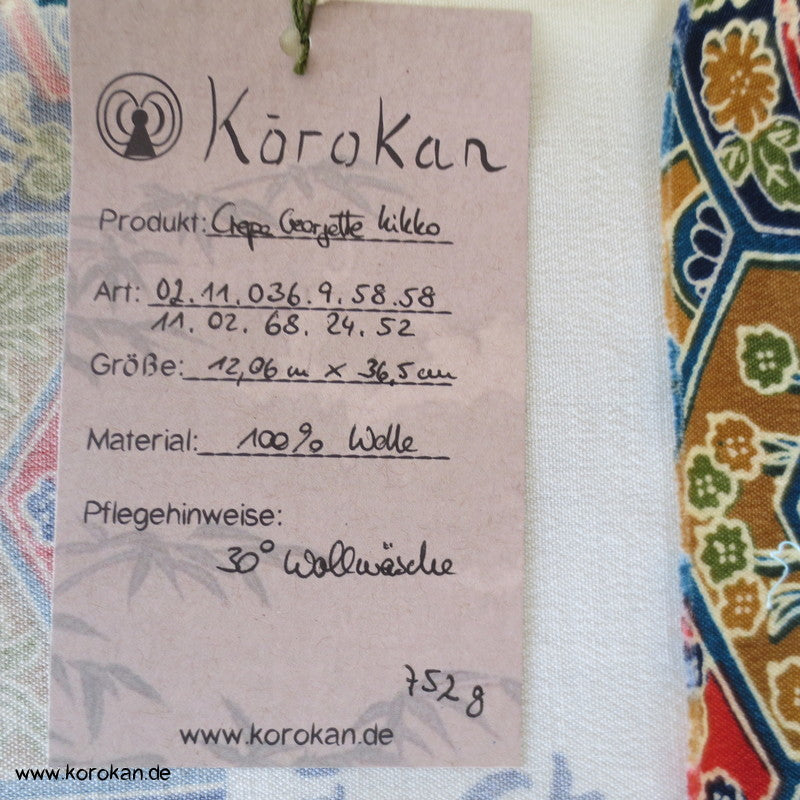 Kōrokan
Produkt: Crepe Georgette kikko
Art: 02.11.036.9.58.58
11.02.68.24.52
Größe: 12,06 m x 36,5 cm
Material: 100% Wolle
Pflegehinweise:
30° Wollwäsche
752g
www.korokan.de
www.korokan.de